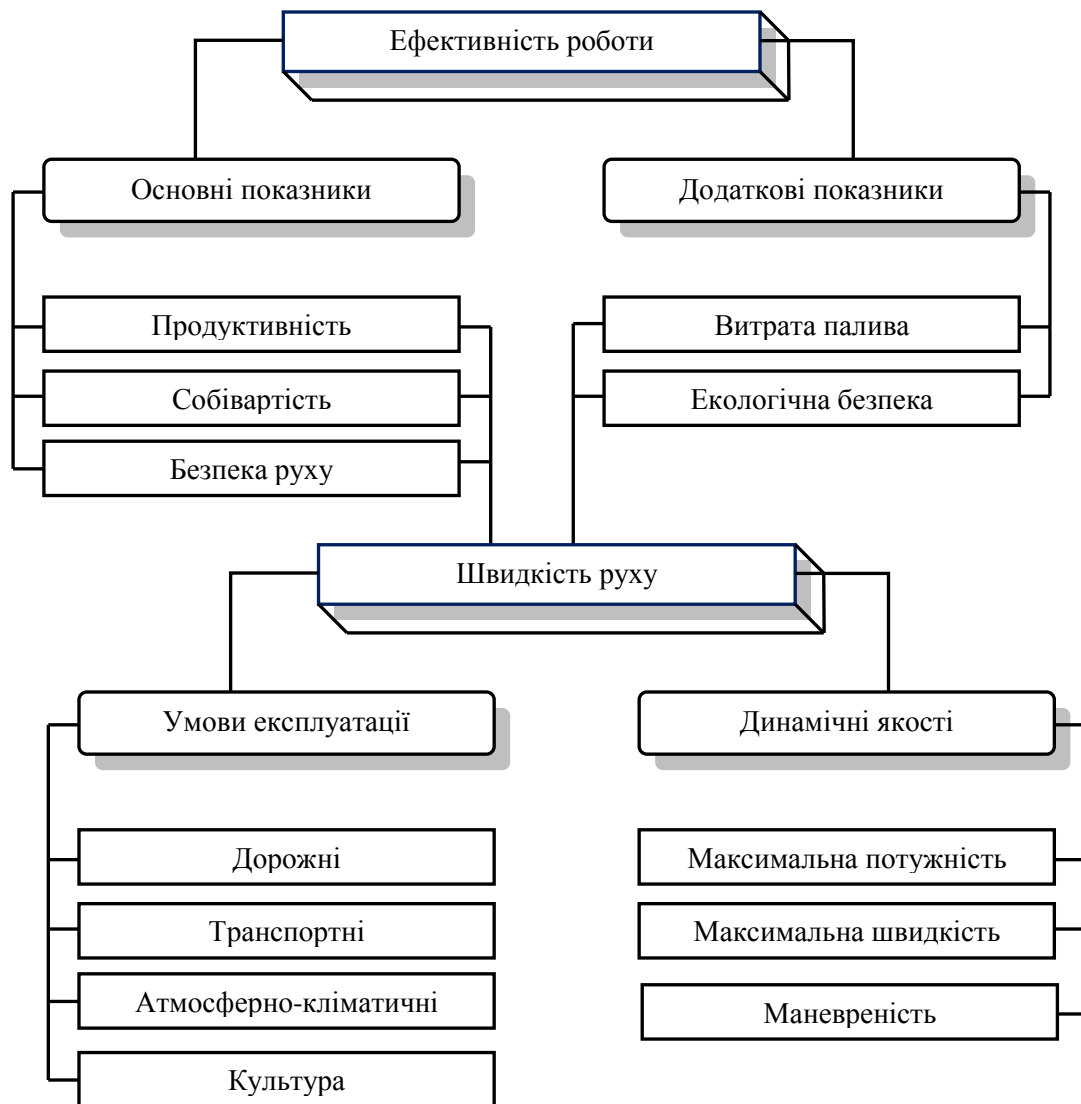 Ефективність роботи
Основні показники
Додаткові показники
Продуктивність
Собівартість
Безпека руху
Витрата палива
Екологічна безпека
Швидкість руху
Умови експлуатації
Динамічні якості
Дорожні
Транспортні
Атмосферно-кліматичні
Культура
Максимальна потужність
Максимальна швидкість
Маневреність